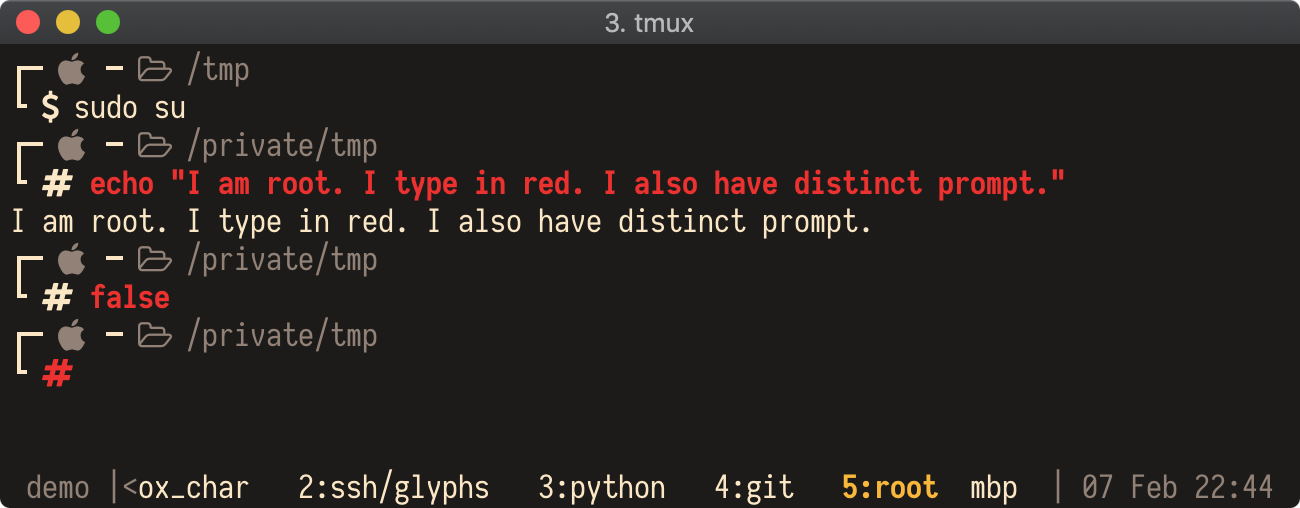 3. tmux
/tmp
$ sudo su
/private/tmp
# echo "I am root. I type in red. I also have distinct prompt."
I am root. I type in red. I also have distinct prompt.
/private/tmp
# false
/private/tmp
#
demo |<ox_char 2:ssh/glyphs 3:python 4:git 5:root mbp | 07 Feb 22:44